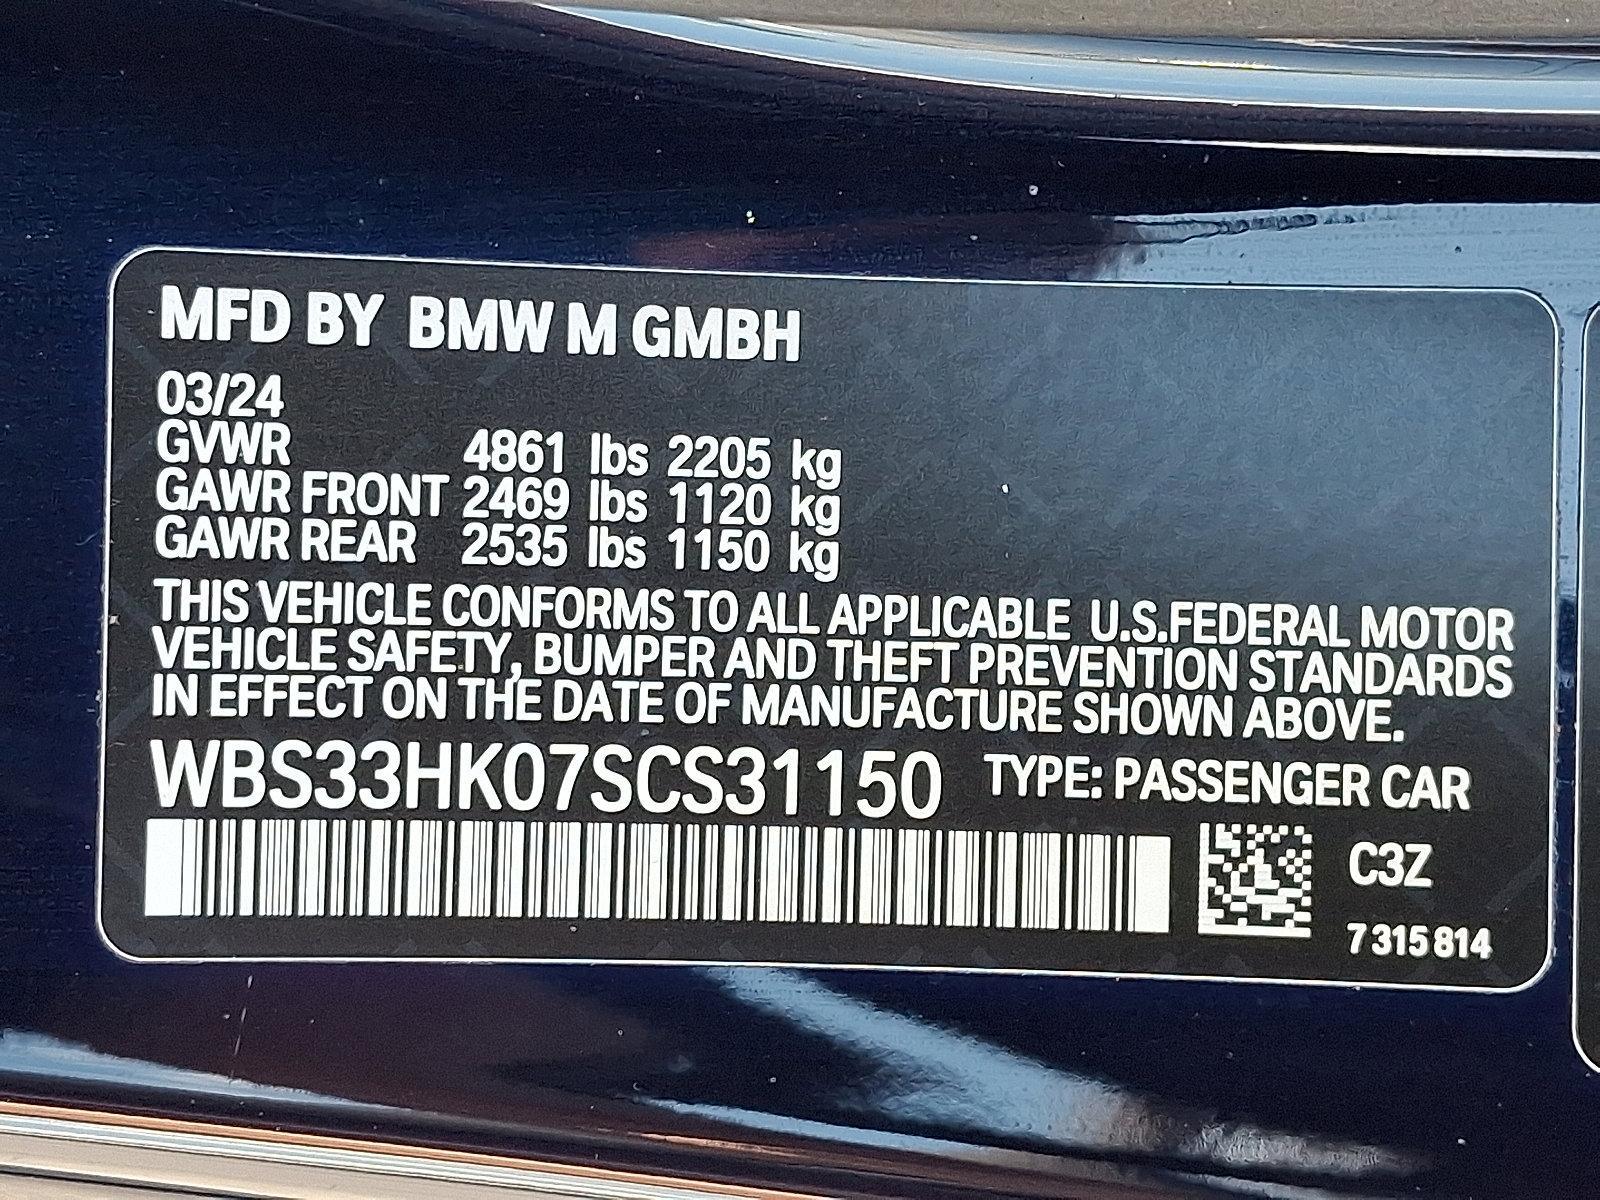 MFD BY BMW M GMBH
03/24
GVWR 4861 lbs 2205 kg
GAWR FRONT 2469 lbs 1120 kg
GAWR REAR 2535 lbs 1150 kg
THIS VEHICLE CONFORMS TO ALL APPLICABLE U.S.FEDERAL MOTOR
VEHICLE SAFETY, BUMPER AND THEFT PREVENTION STANDARDS
IN EFFECT ON THE DATE OF MANUFACTURE SHOWN ABOVE.
WBS33HK07SCS31150 TYPE: PASSENGER CAR
C3Z
7 315 814